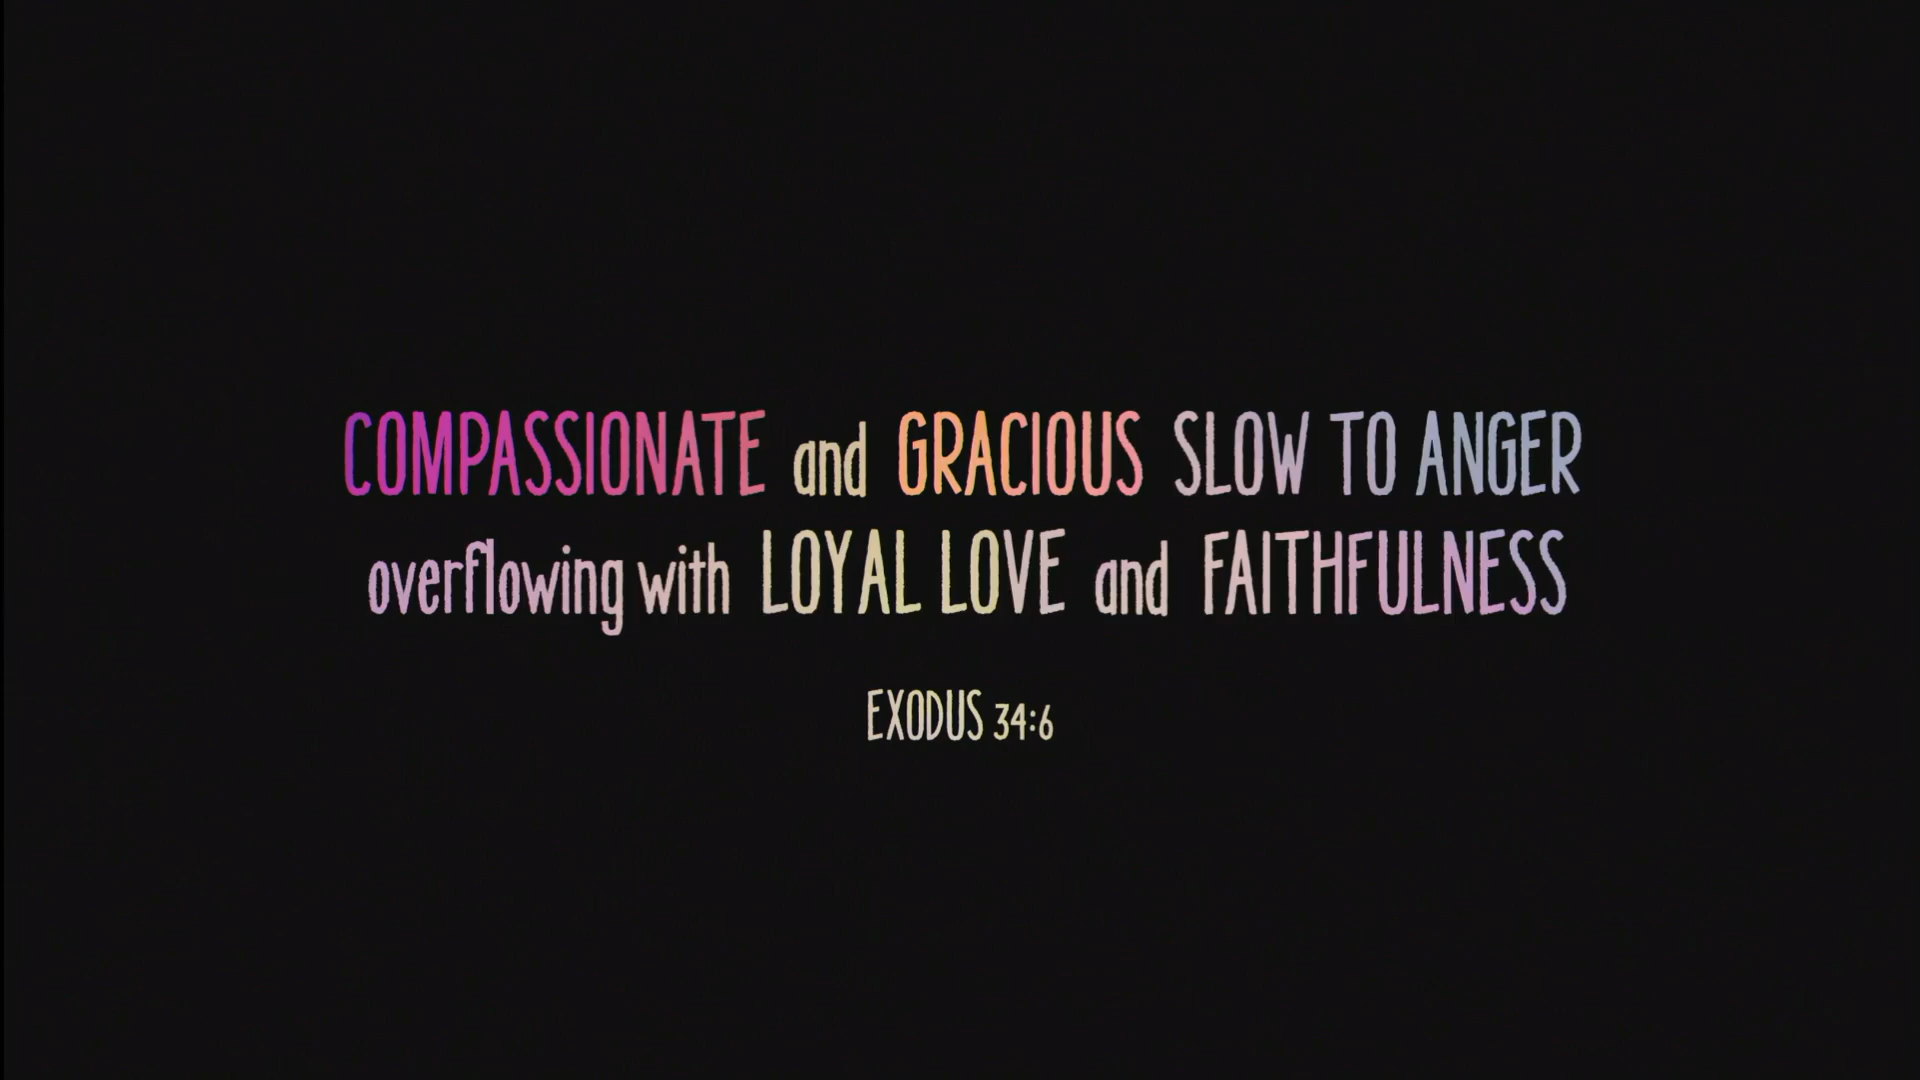 COMPASSIONATE and GRACIOUS SLOW TO ANGER
overflowing with LOYAL LOVE and FAITHFULNESS
EXODUS 34:6